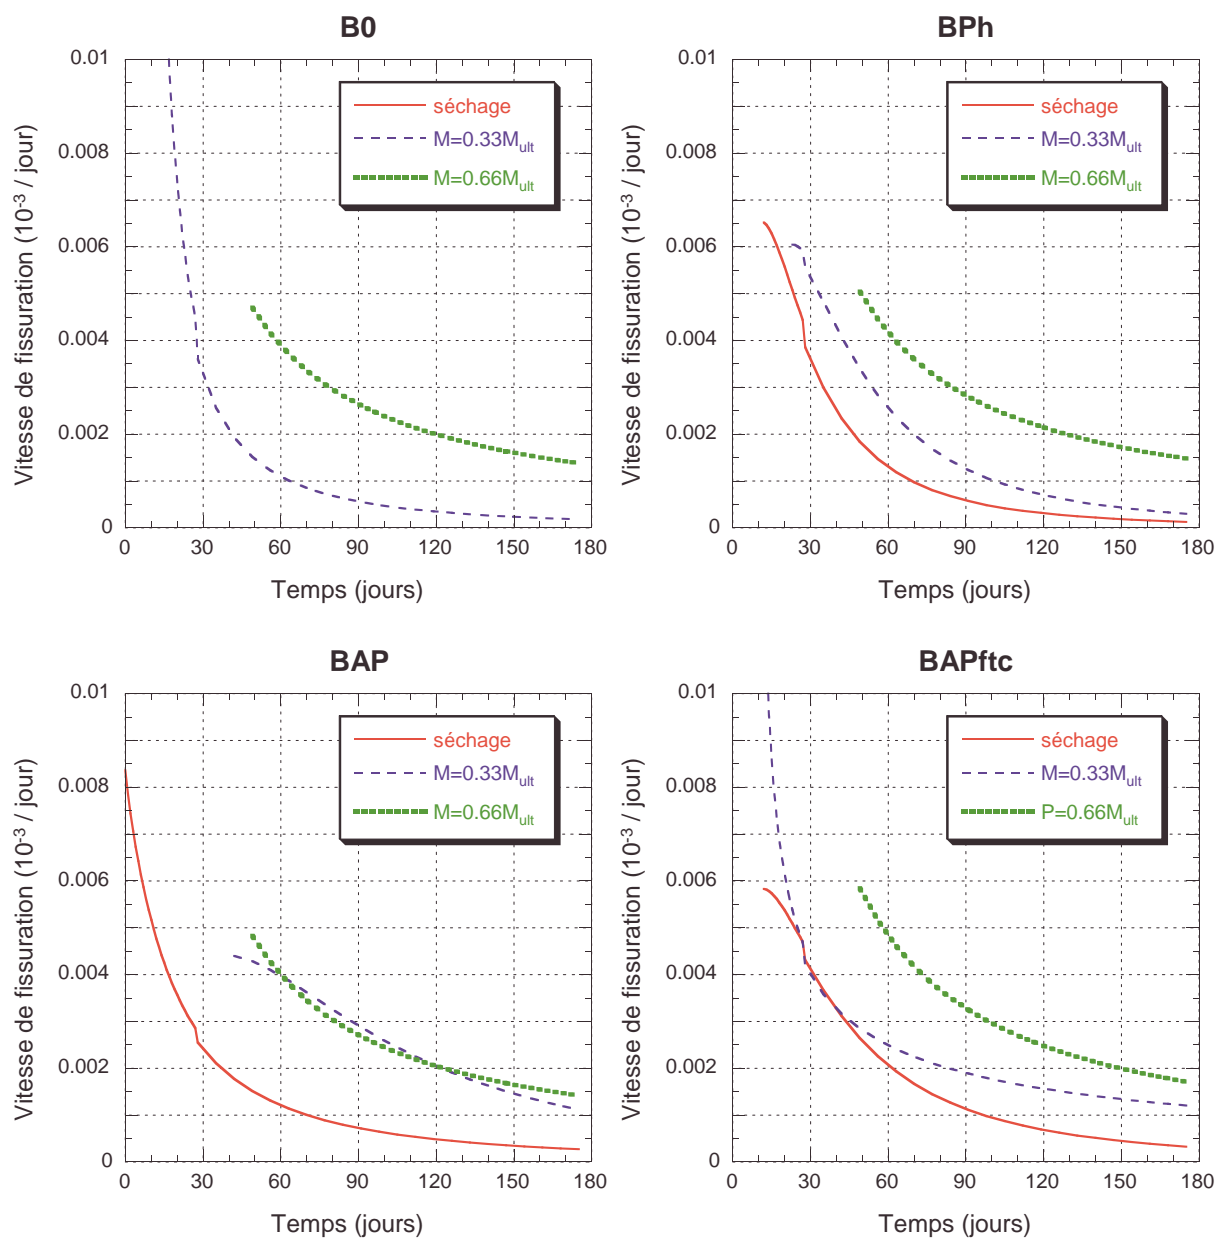 B0
0.01
0.008
0.006
0.004
0.002
0
0 30 60 90 120 150 180
Vitesse de fissuration (10-3 / jour)
Temps (jours)
séchage
M=0.33Mult
M=0.66Mult
BPh
0.01
0.008
0.006
0.004
0.002
0
0 30 60 90 120 150 180
Vitesse de fissuration (10-3 / jour)
Temps (jours)
séchage
M=0.33Mult
M=0.66Mult
BAP
0.01
0.008
0.006
0.004
0.002
0
0 30 60 90 120 150 180
Vitesse de fissuration (10-3 / jour)
Temps (jours)
séchage
M=0.33Mult
M=0.66Mult
BAPftc
0.01
0.008
0.006
0.004
0.002
0
0 30 60 90 120 150 180
Vitesse de fissuration (10-3 / jour)
Temps (jours)
séchage
M=0.33Mult
P=0.66Mult